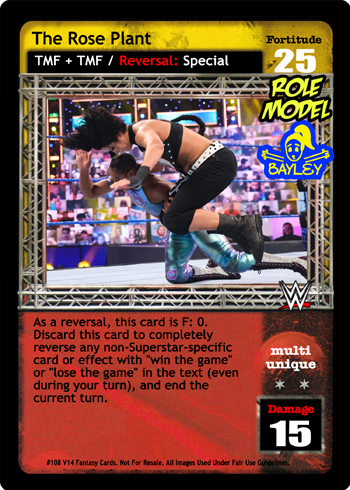 The Rose Plant
Fortitude
25
TMF + TMF / Reversal: Special
ROLE
MODEL
BAYLEY
W
As a reversal, this card is F: 0.
Discard this card to completely
reverse any non-Superstar-specific
card or effect with "win the game"
or "lose the game" in the text (even
during your turn), and end the
current turn.
multi
unique
Damage
15
#108 V14 Fantasy Cards. Not For Resale. All Images Used Under Fair Use Guidelines.